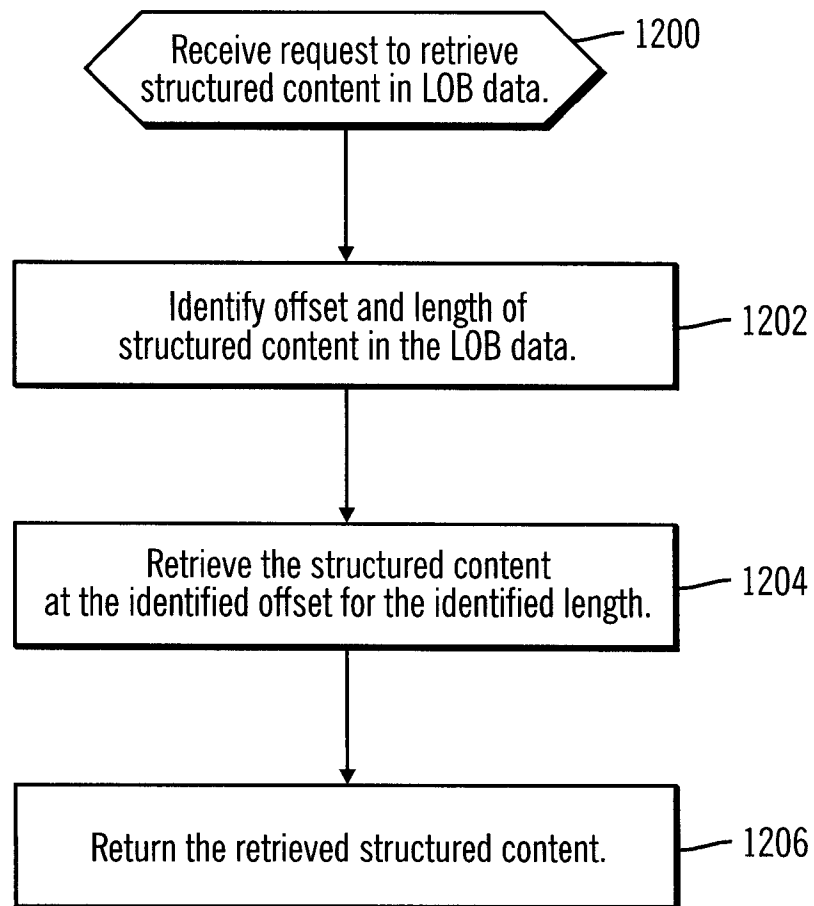 Receive request to retrieve
structured content in LOB data.
1200
Identify offset and length of
structured content in the LOB data.
1202
Retrieve the structured content
at the identified offset for the identified length.
1204
Return the retrieved structured content.
1206